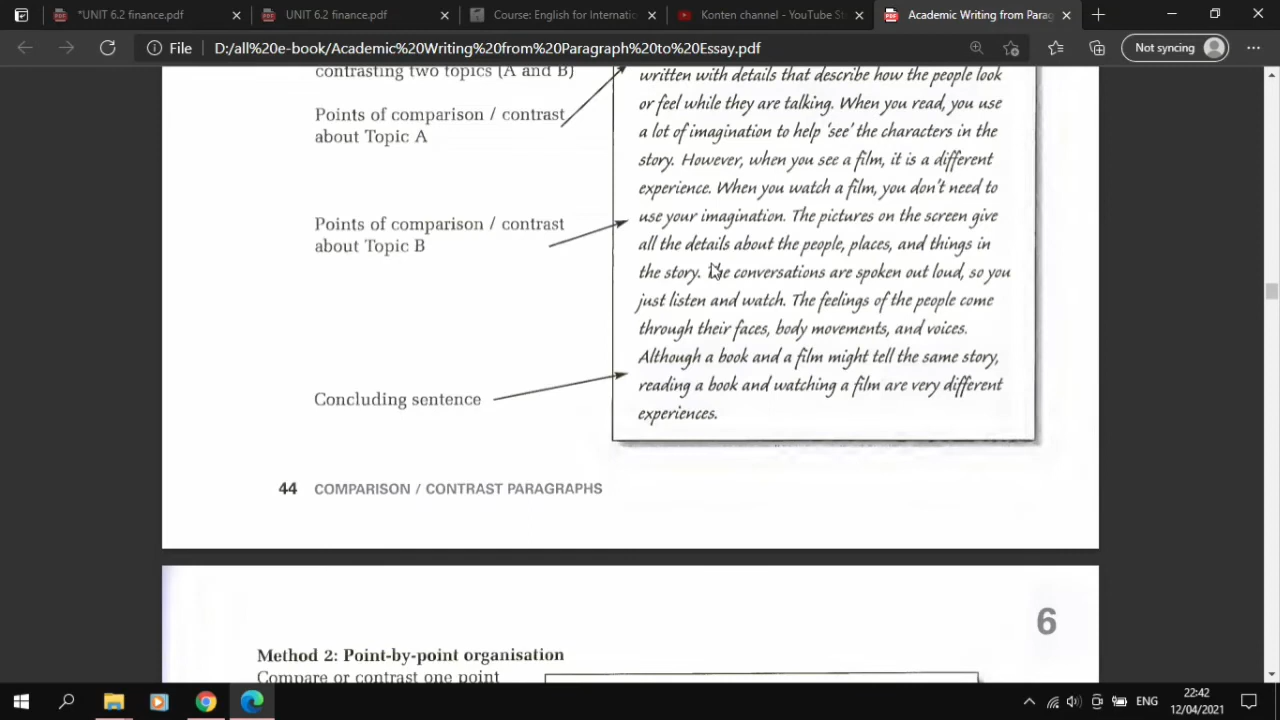 *UNIT 6.2 finance.pdf
UNIT 6.2 finance.pdf
Course: English for Internatio
Konten channel - YouTube St
Academic Writing from Parag
File
D:/all%20e-book/Academic%20Writing%20from%20Paragraph%20to%20Essay.pdf
Not syncing
contrasting two topics (A and B)
Points of comparison / contrast
about Topic A
Points of comparison / contrast
about Topic B
Concluding sentence
written with details that describe how the people look
or feel while they are talking. When you read, you use
a lot of imagination to help 'see' the characters in the
story. However, when you see a film, it is a different
experience. When you watch a film, you don't need to
use your imagination. The pictures on the screen give
all the details about the people, places, and things in
the story. The conversations are spoken out loud, so you
just listen and watch. The feelings of the people come
through their faces, body movements, and voices.
Although a book and a film might tell the same story,
reading a book and watching a film are very different
experiences.
44 COMPARISON / CONTRAST PARAGRAPHS
6
Method 2: Point-by-point organisation
Compare or contrast one point
ENG
22:42
12/04/2021